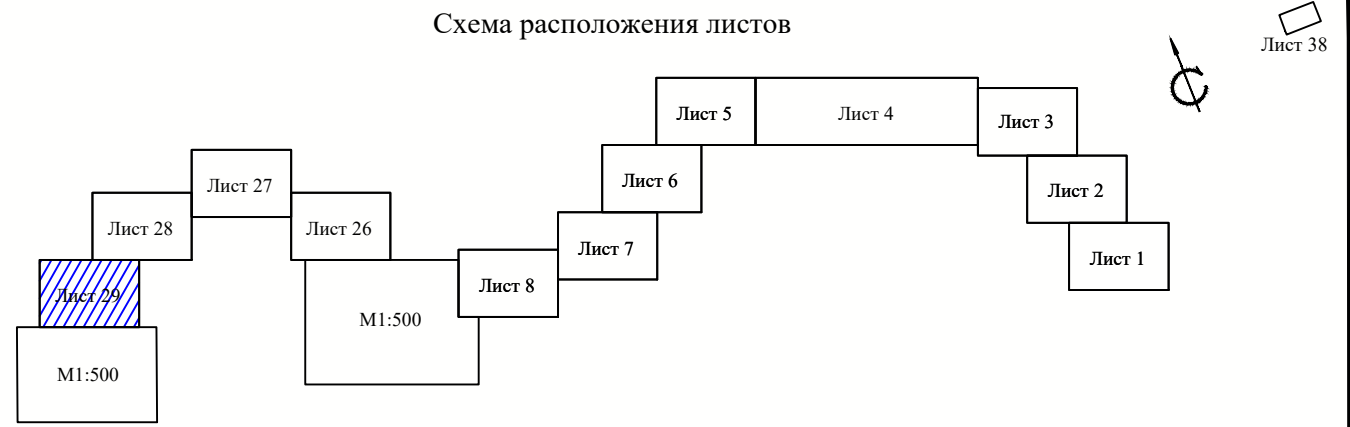 Схема расположения листов
Лист 38
Лист 5
Лист 4
Лист 3
Лист 6
Лист 2
Лист 27
Лист 28
Лист 26
Лист 7
Лист 1
Лист 8
Лист 29
М1:500
М1:500